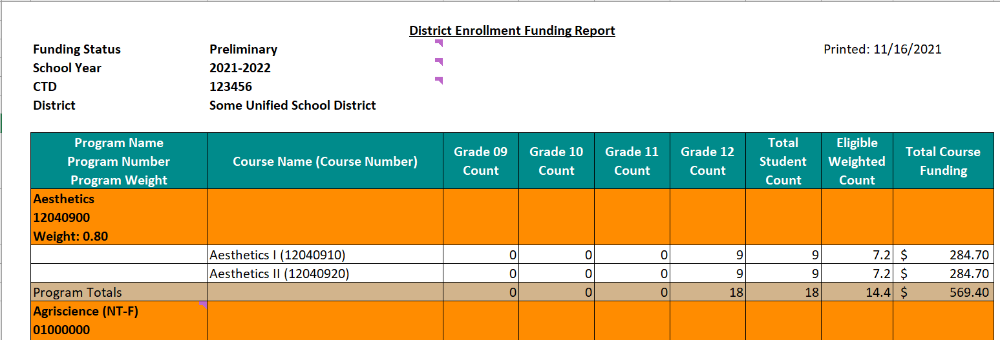 District Enrollment Funding Report
Funding Status Preliminary Printed: 11/16/2021
School Year 2021-2022
CTD 123456
District Some Unified School District
Program Name
Program Number
Program Weight
Course Name (Course Number)
Grade 09
Count
Grade 10
Count
Grade 11
Count
Grade 12
Count
Total
Student
Count
Eligible
Weighted
Count
Total Course
Funding
Aesthetics
12040900
Weight: 0.80
Aesthetics I (12040910) 0 0 0 9 9 7.2 $ 284.70
Aesthetics II (12040920) 0 0 0 9 9 7.2 $ 284.70
Program Totals 0 0 0 18 18 14.4 $ 569.40
Agriscience (NT-F)
01000000